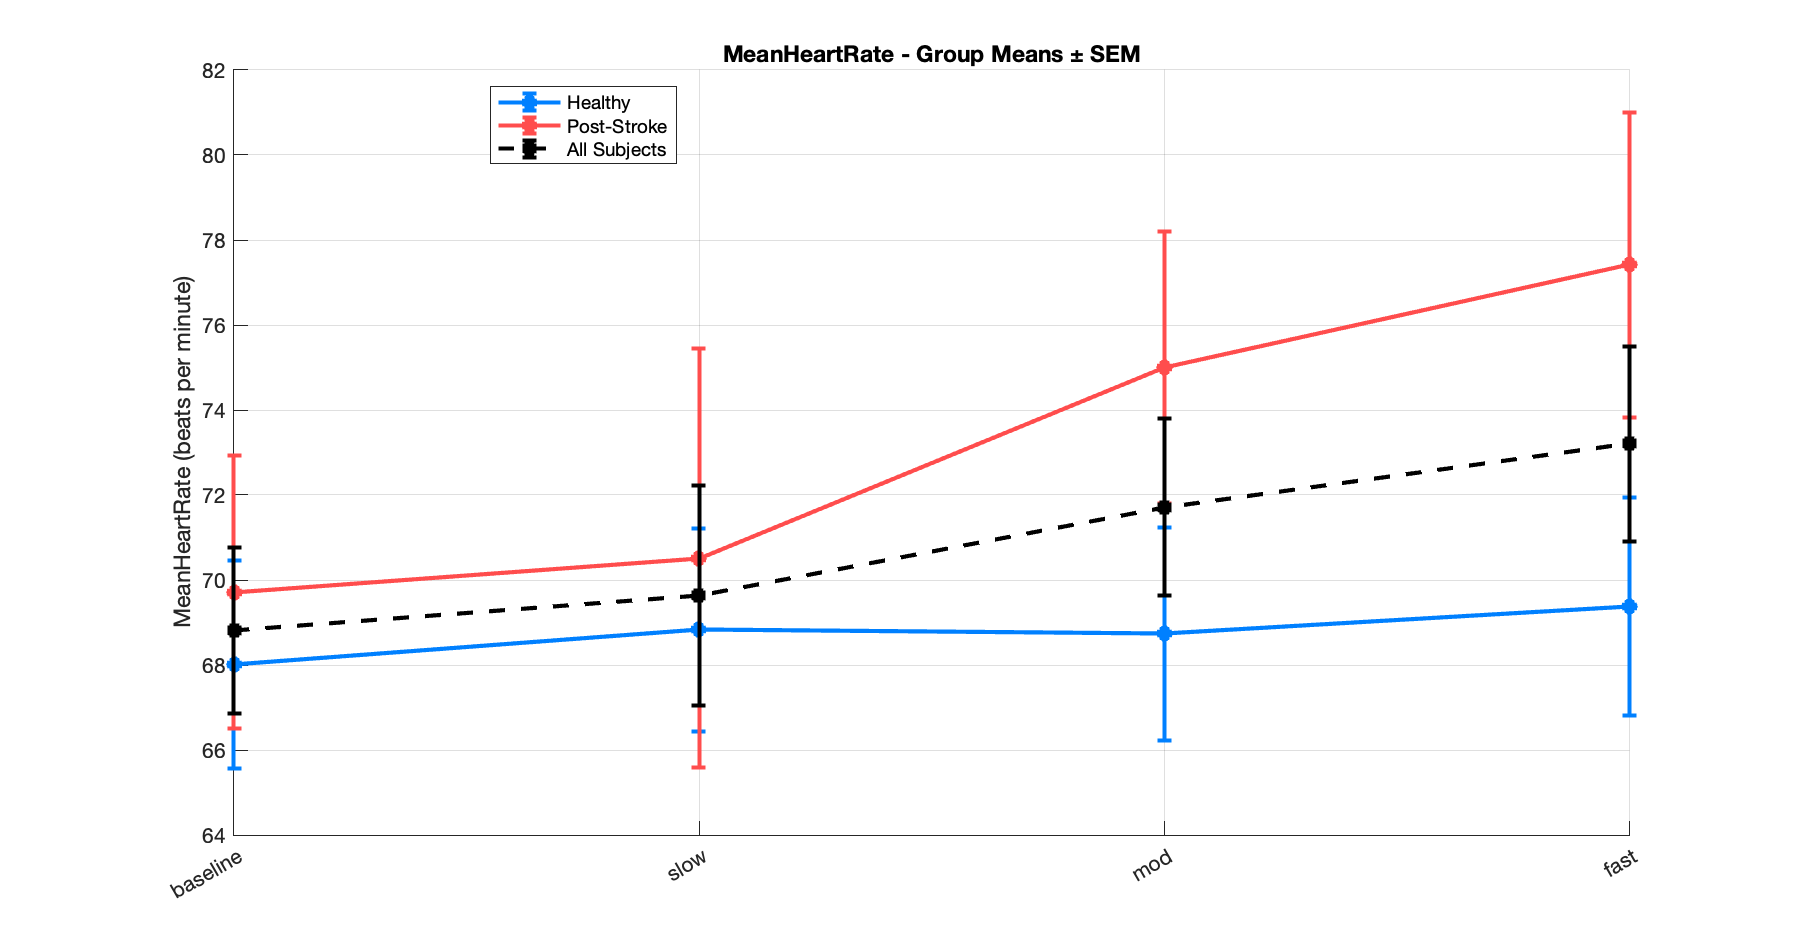 MeanHeartRate - Group Means ± SEM
Healthy
Post-Stroke
All Subjects
MeanHeartRate (beats per minute)
82
80
78
76
74
72
70
68
66
64
baseline
slow
mod
fast